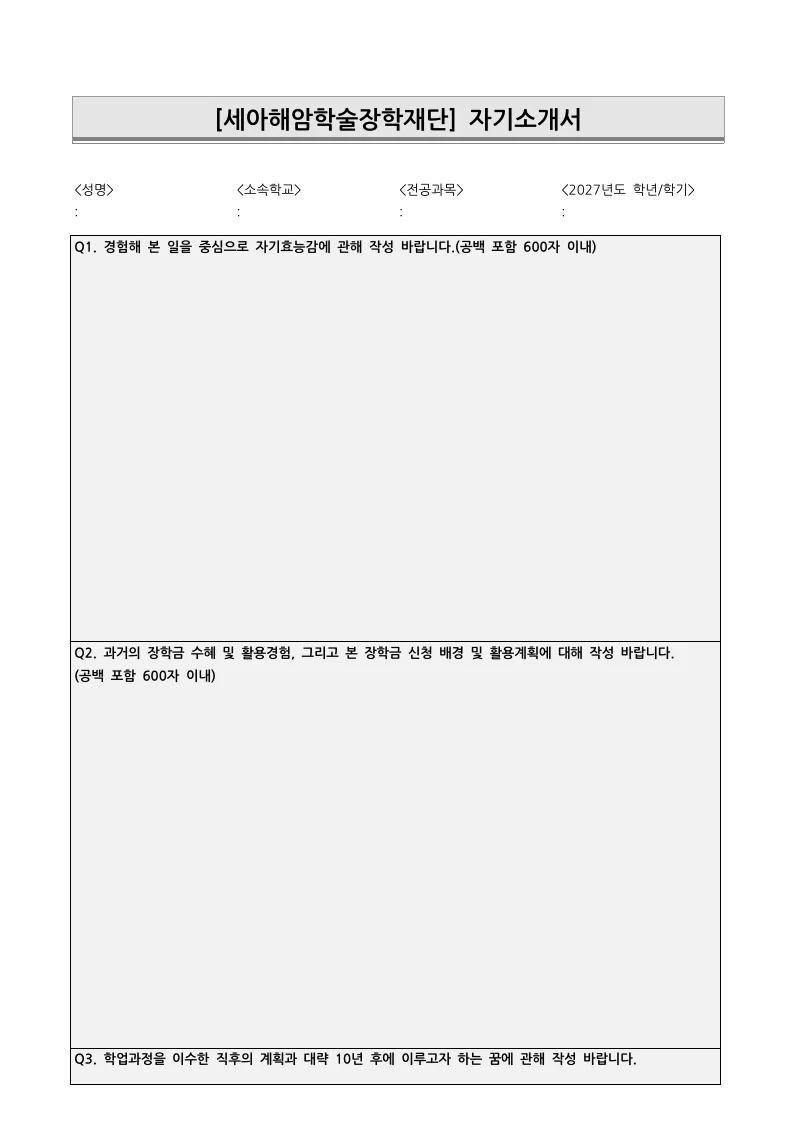 [세아해암학술장학재단] 자기소개서
<성명> <소속학교> <전공과목> <2027년도 학년/학기>
: : : :
Q1. 경험해 본 일을 중심으로 자기효능감에 관해 작성 바랍니다.(공백 포함 600자 이내)
Q2. 과거의 장학금 수혜 및 활용경험, 그리고 본 장학금 신청 배경 및 활용계획에 대해 작성 바랍니다.
(공백 포함 600자 이내)
Q3. 학업과정을 이수한 직후의 계획과 대략 10년 후에 이루고자 하는 꿈에 관해 작성 바랍니다.